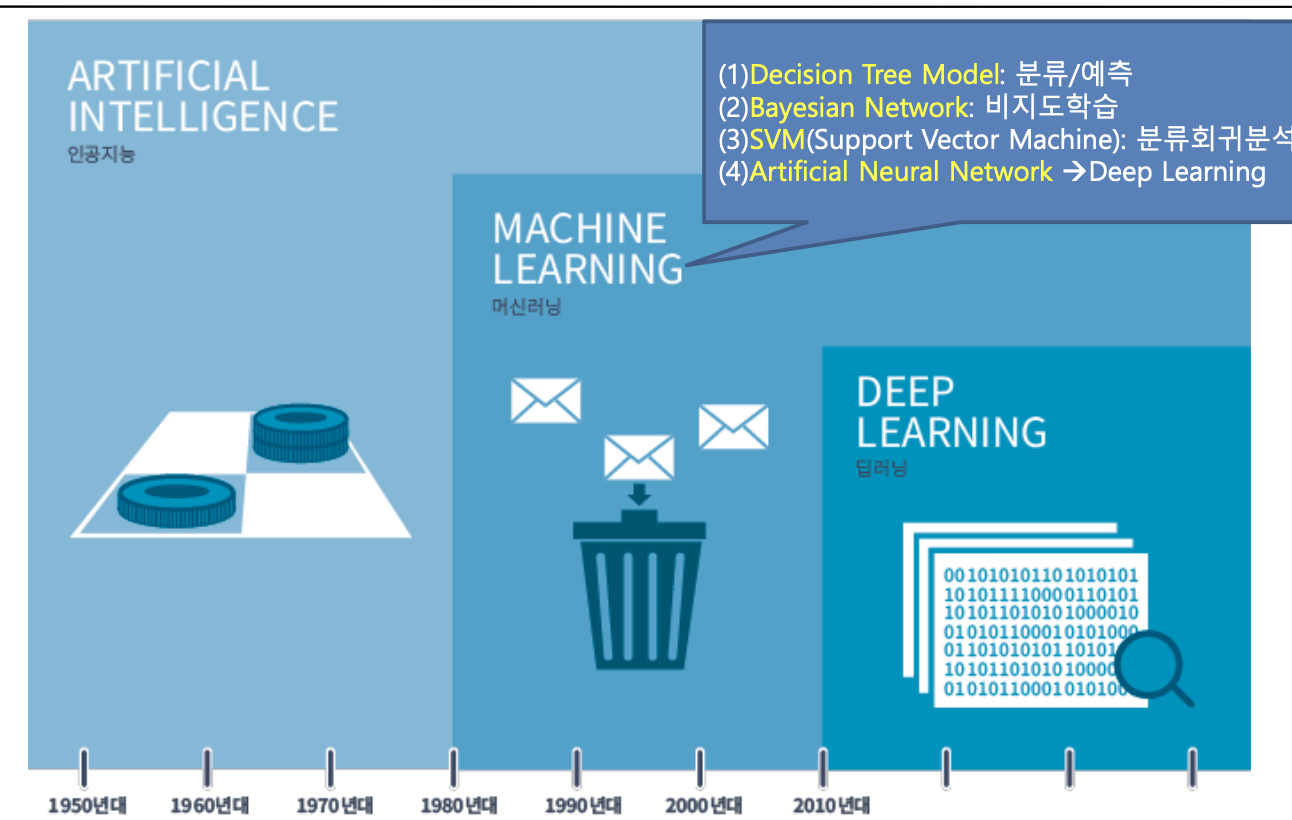 ARTIFICIAL
INTELLIGENCE
인공지능
(1)Decision Tree Model: 분류/예측
(2)Bayesian Network: 비지도학습
(3)SVM(Support Vector Machine): 분류회귀분석
(4)Artificial Neural Network →Deep Learning
MACHINE
LEARNING
머신러닝
DEEP
LEARNING
딥러닝
001010101101010101
101011110000110101
101011010101000010
010101100010101000
0110101010110101
101011010101000
01010110001010100
1950년대 1960년대 1970년대 1980년대 1990년대 2000년대 2010년대